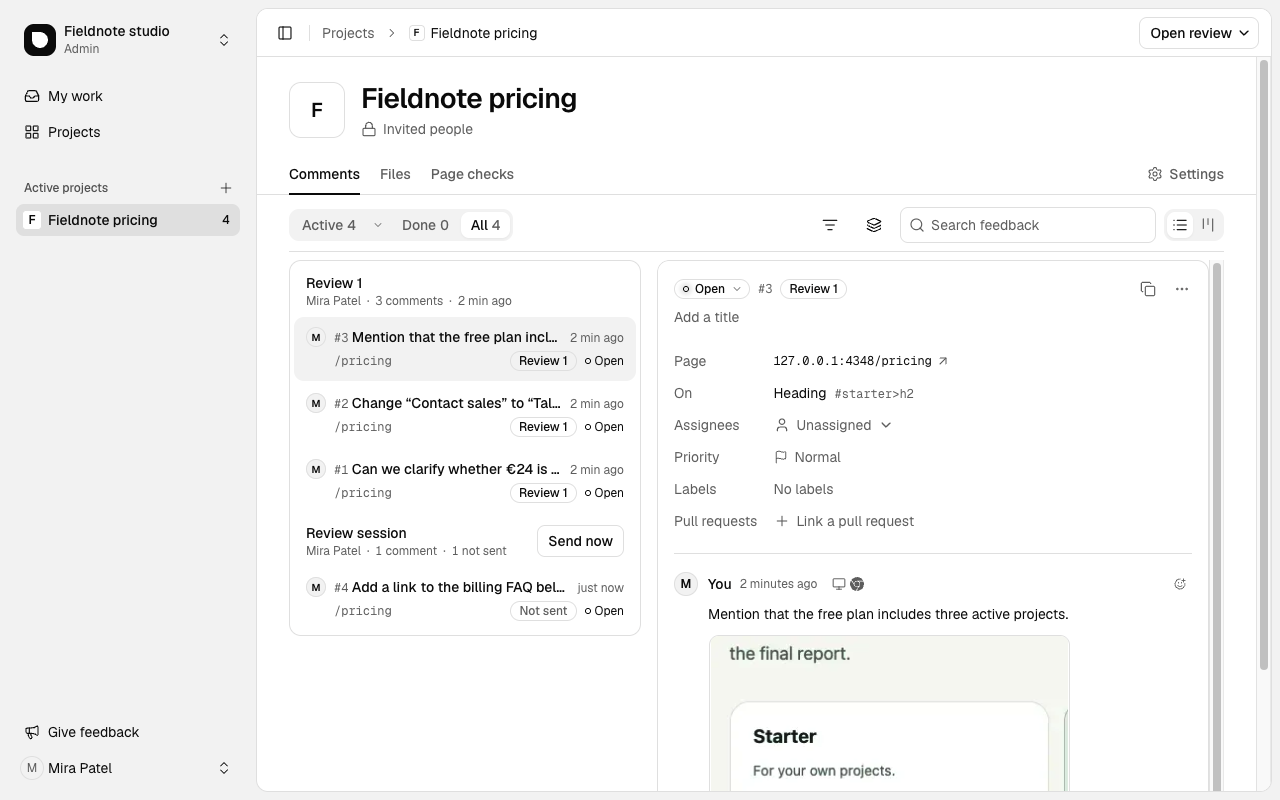 Fieldnote studio
Admin
My work
Projects
Active projects
F Fieldnote pricing 4
Give feedback
M Mira Patel
Projects > F Fieldnote pricing
Open review
F
Fieldnote pricing
Invited people
Comments Files Page checks
Settings
Active 4 Done 0 All 4
Search feedback
Review 1
Mira Patel · 3 comments · 2 min ago
M #3 Mention that the free plan incl... 2 min ago
/pricing Review 1 Open
M #2 Change “Contact sales” to “Tal... 2 min ago
/pricing Review 1 Open
M #1 Can we clarify whether €24 is ... 2 min ago
/pricing Review 1 Open
Review session
Mira Patel · 1 comment · 1 not sent
Send now
M #4 Add a link to the billing FAQ bel... just now
/pricing Not sent Open
Open #3 Review 1
Add a title
Page 127.0.0.1:4348/pricing
On Heading #starter>h2
Assignees Unassigned
Priority Normal
Labels No labels
Pull requests Link a pull request
M You 2 minutes ago
Mention that the free plan includes three active projects.
the final report.
Starter
For your own projects.